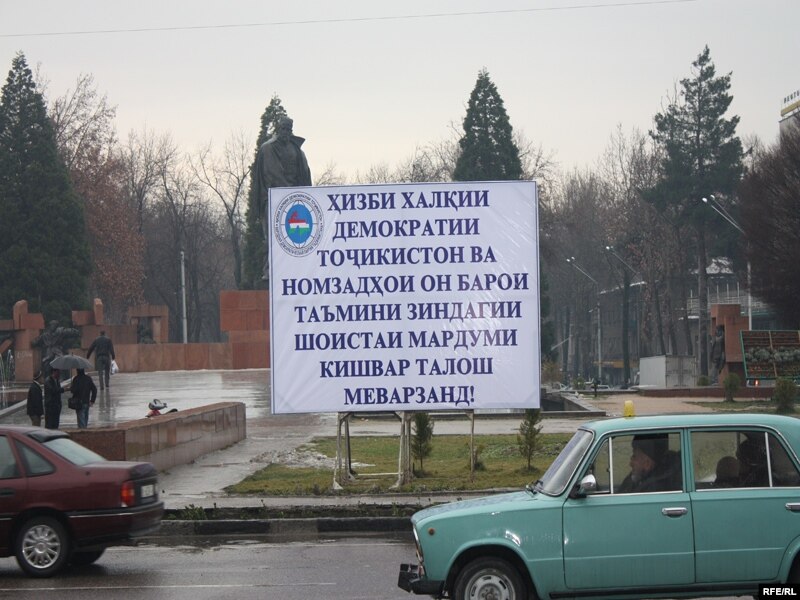 ҲИЗБИ ХАЛҚИИ
ДЕМОКРАТИИ
ТОҶИКИСТОН ВА
НОМЗАДҲОИ ОН БАРОИ
ТАЪМИНИ ЗИНДАГИИ
ШОИСТАИ МАРДУМИ
КИШВАР ТАЛОШ
МЕВАРЗАНД!
RFE/RL